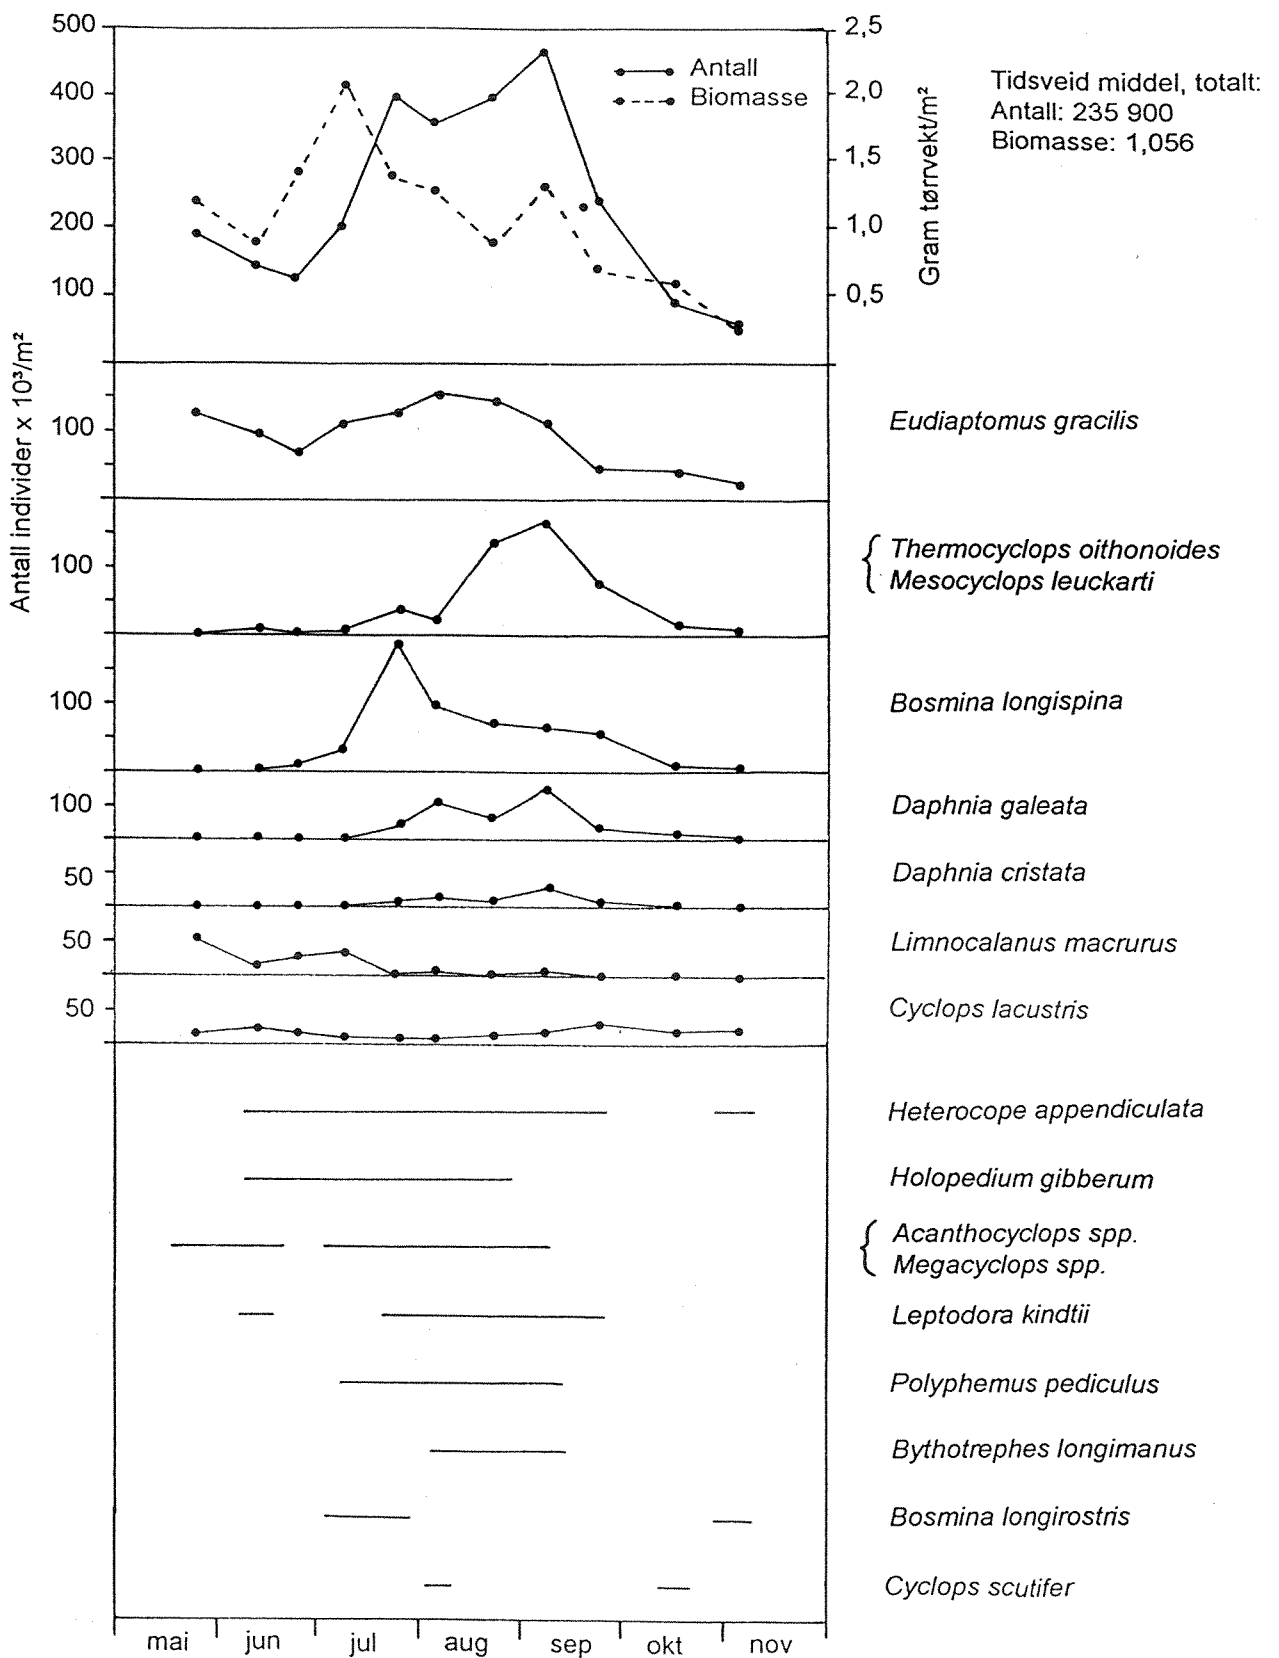 500
400
300
200
100
2,5
2,0
1,5
1,0
0,5
Antall
Biomasse
Gram tørrvekt/m²
Tidsveid middel, totalt:
Antall: 235 900
Biomasse: 1,056
Antall individer x 10³/m²
100
Eudiaptomus gracilis
100
Thermocyclops oithonoides
Mesocyclops leuckarti
100
Bosmina longispina
100
Daphnia galeata
50
Daphnia cristata
50
Limnocalanus macrurus
50
Cyclops lacustris
Heterocope appendiculata
Holopedium gibberum
Acanthocyclops spp.
Megacyclops spp.
Leptodora kindtii
Polyphemus pediculus
Bythotrephes longimanus
Bosmina longirostris
Cyclops scutifer
mai jun jul aug sep okt nov